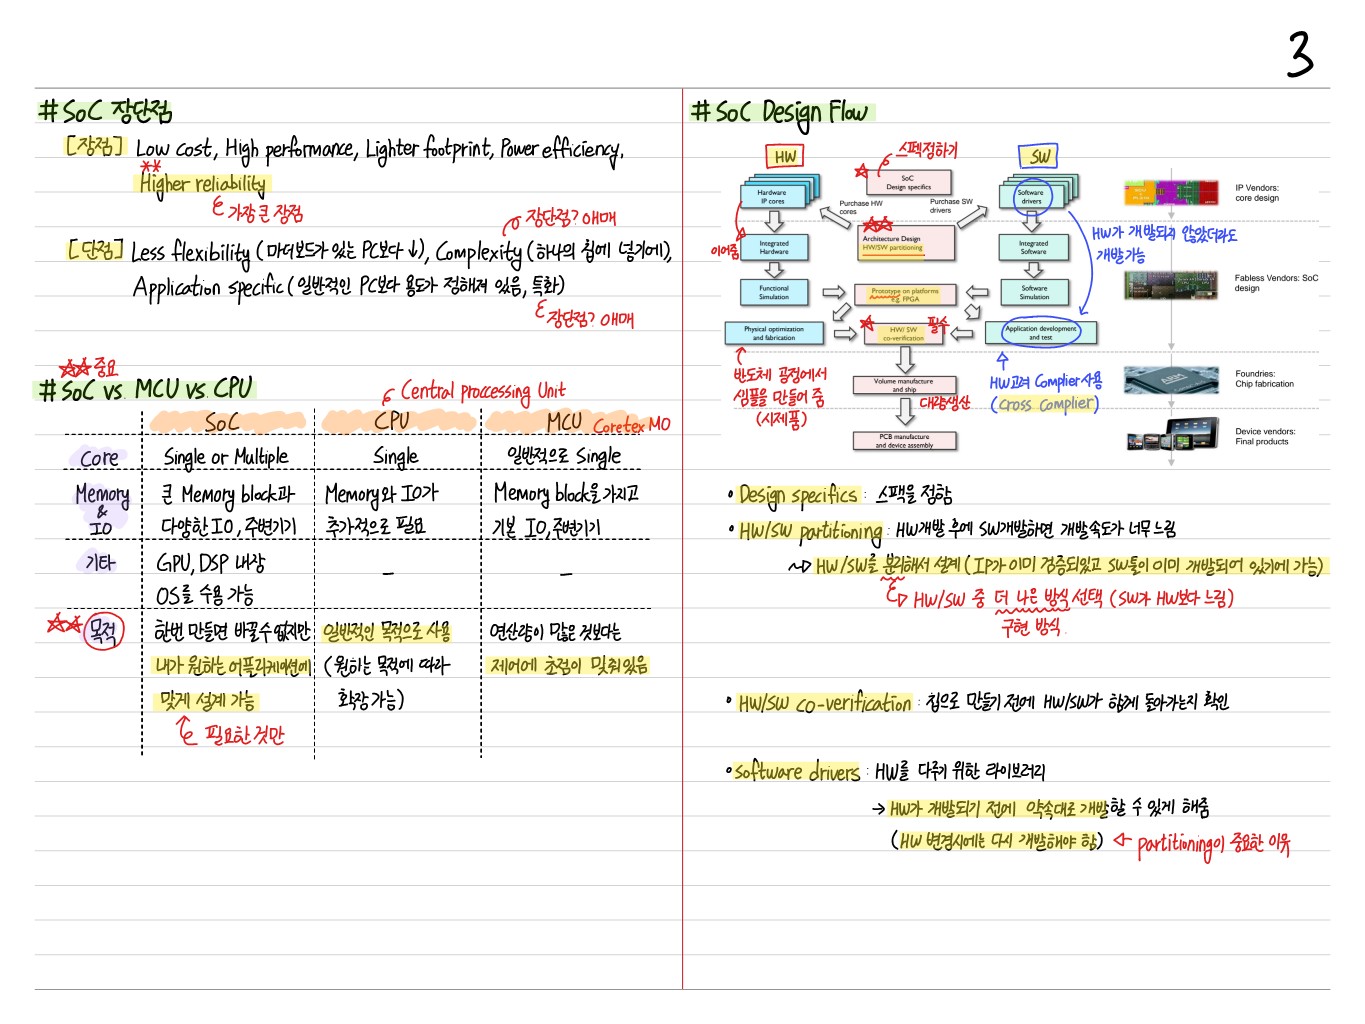 3
# SoC 장단점
[장점] Low cost, High performance, Lighter footprint, Power efficiency,
**
Higher reliability
가장 큰 장점
장단점? 애매
[단점] Less flexibility (마더보드가 있는 PC보다 ↓), Complexity (하나의 칩에 넣기에),
Application specific (일반적인 PC보다 용도가 정해져 있음, 특화)
장단점? 애매
☆☆ 중요
# SoC vs. MCU vs CPU
Central Processing Unit
SoC CPU MCU Coretex M0
Core Single or Multiple Single 일반적으로 Single
Memory & IO
큰 Memory block과
다양한 IO, 주변기기
Memory와 IO가
추가적으로 필요
Memory block을 가지고
기본 IO, 주변기기
기타
GPU, DSP 내장
OS를 수용 가능
–
–
☆☆ 목적
한번 만들면 바꿀수 없지만
내가 원하는 어플리케이션에
맞게 설계 가능
필요한 것만
일반적인 목적으로 사용
(원하는 목적에 따라
확장 가능)
연산량이 많은 것보다는
제어에 초점이 맞춰있음
# SoC Design Flow
HW
스펙정하기
SW
SoC
Design specifics
Hardware
IP cores
Software
drivers
Purchase HW
cores
Purchase SW
drivers
이어줌
Integrated
Hardware
Architecture Design
HW/SW partitioning
Integrated
Software
HW가 개발되지 않았더라도
개발 가능
Functional
Simulation
Prototype on platforms
e.g. FPGA
Software
Simulation
Physical optimization
and fabrication
HW/ SW
co-verification
필수
Application development
and test
반도체 공정에서
샘플을 만들어 줌
(시제품)
HW고려 Complier 사용
(Cross Complier)
Volume manufacture
and ship
대량생산
PCB manufacture
and device assembly
IP Vendors:
core design
Fabless Vendors: SoC
design
Foundries:
Chip fabrication
ARM
Device vendors:
Final products
• Design specifics : 스팩을 정함
• HW/SW partitioning : HW개발 후에 SW개발하면 개발속도가 너무 느림
~> HW/SW를 분리해서 설계 (IP가 이미 검증되있고 SW툴이 이미 개발되어 있기에 가능)
HW/SW 중 더 나은 방식 선택 (SW가 HW보다 느림)
구현 방식
• HW/SW co-verification : 칩으로 만들기 전에 HW/SW가 함께 돌아가는지 확인
• software drivers : HW를 다루기 위한 라이브러리
→ HW가 개발되기 전에 약속대로 개발할 수 있게 해줌
(HW 변경시에는 다시 개발해야 함) ← partitioning이 중요한 이유